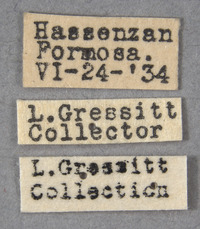 Hassenzan
Formosa.
VI-24-'34
L.Gressitt
Collector
L.Gressitt
Collection